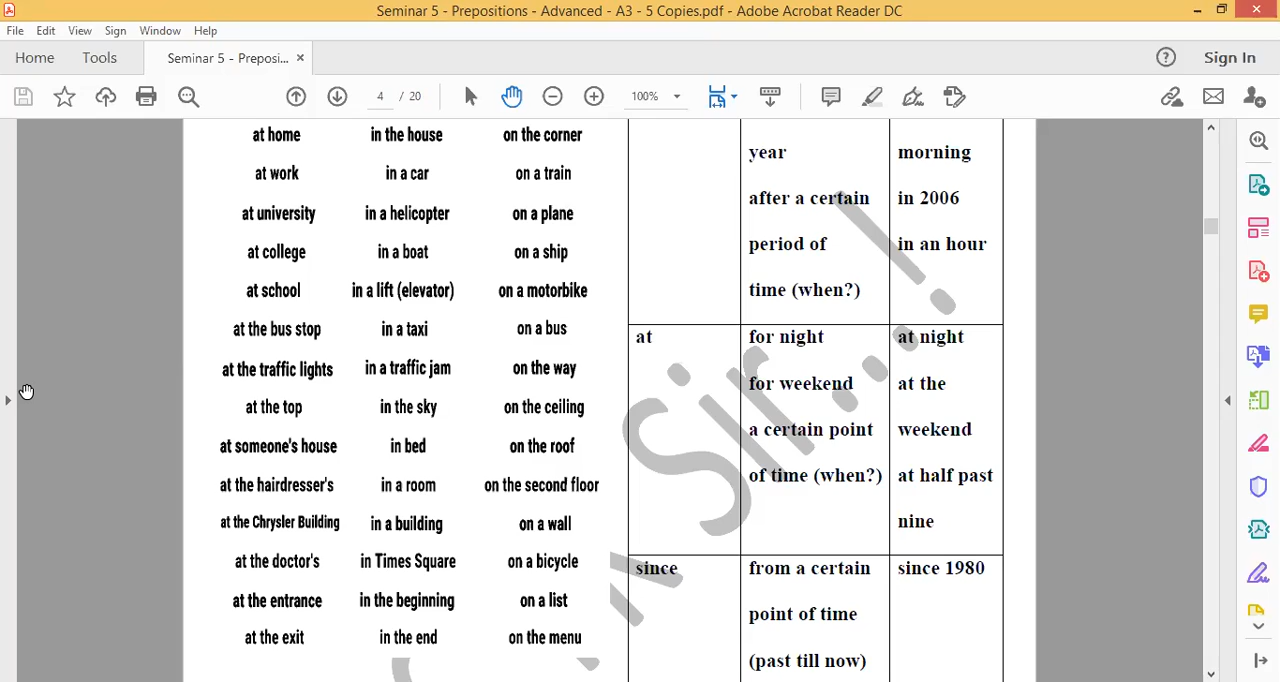 Seminar 5 - Prepositions - Advanced - A3 - 5 Copies.pdf - Adobe Acrobat Reader DC
File Edit View Sign Window Help
Home Tools Seminar 5 - Preposi... ×
Sign In
4 / 20
100%
at home in the house on the corner
at work in a car on a train
at university in a helicopter on a plane
at college in a boat on a ship
at school in a lift (elevator) on a motorbike
at the bus stop in a taxi on a bus
at the traffic lights in a traffic jam on the way
at the top in the sky on the ceiling
at someone's house in bed on the roof
at the hairdresser's in a room on the second floor
at the Chrysler Building in a building on a wall
at the doctor's in Times Square on a bicycle
at the entrance in the beginning on a list
at the exit in the end on the menu
year morning
after a certain in 2006
period of in an hour
time (when?)
at for night at night
for weekend at the
a certain point weekend
of time (when?) at half past
nine
since from a certain since 1980
point of time
(past till now)
Sir...!